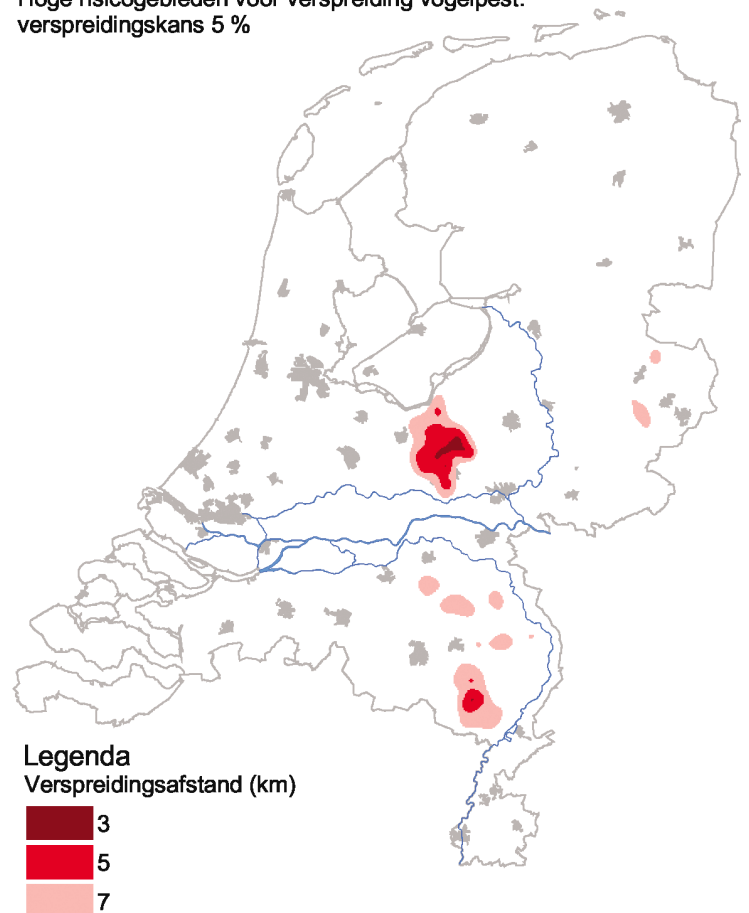 Hoge risicogebieden voor verspreiding vogelpest:
verspreidingskans 5 %
Legenda
Verspreidingsafstand (km)
3
5
7